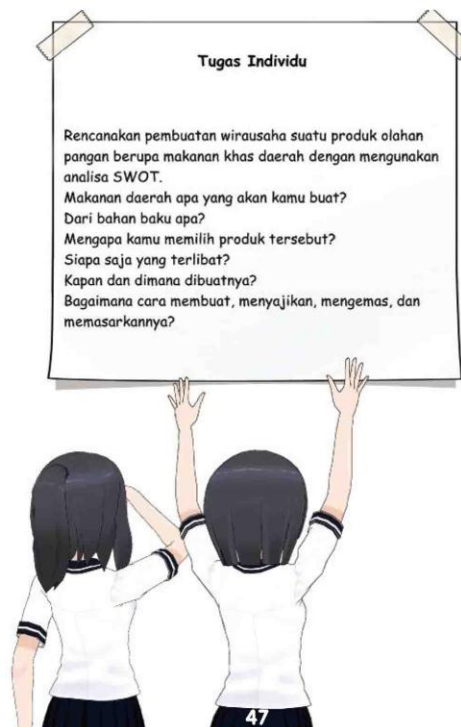 Tugas Individu
Rencanakan pembuatan wirausaha suatu produk olahan
pangan berupa makanan khas daerah dengan mengunakan
analisa SWOT.
Makanan daerah apa yang akan kamu buat?
Dari bahan baku apa?
Mengapa kamu memilih produk tersebut?
Siapa saja yang terlibat?
Kapan dan dimana dibuatnya?
Bagaimana cara membuat, menyajikan, mengemas, dan
memasarkannya?
47